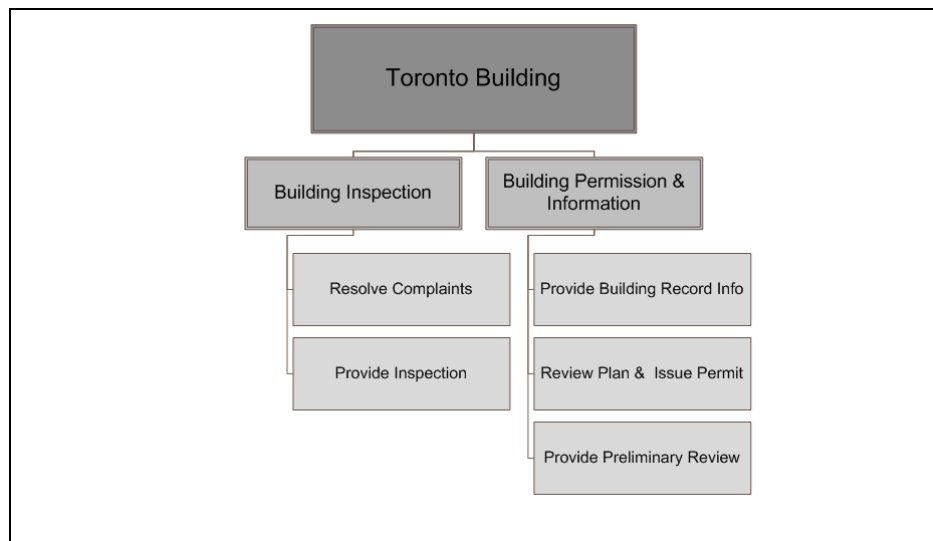 Toronto Building
Building Inspection
Building Permission &
Information
Resolve Complaints
Provide Building Record Info
Provide Inspection
Review Plan & Issue Permit
Provide Preliminary Review